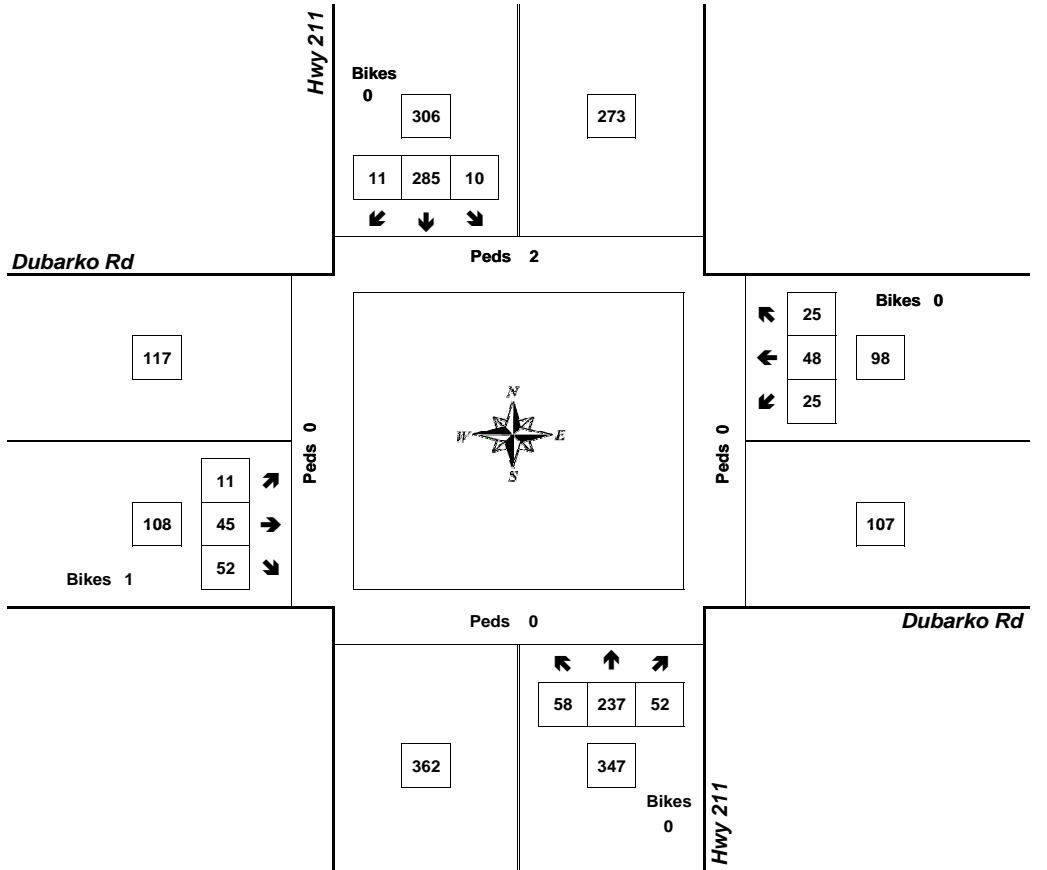 Hwy 211
Bikes
0
306
273
11 285 10
Peds 2
Dubarko Rd
25
Bikes 0
117
48
98
25
N
W E
S
Peds 0
Peds 0
11
108
45
107
52
Bikes 1
Peds 0
Dubarko Rd
58 237 52
362
347
Bikes
0
Hwy 211